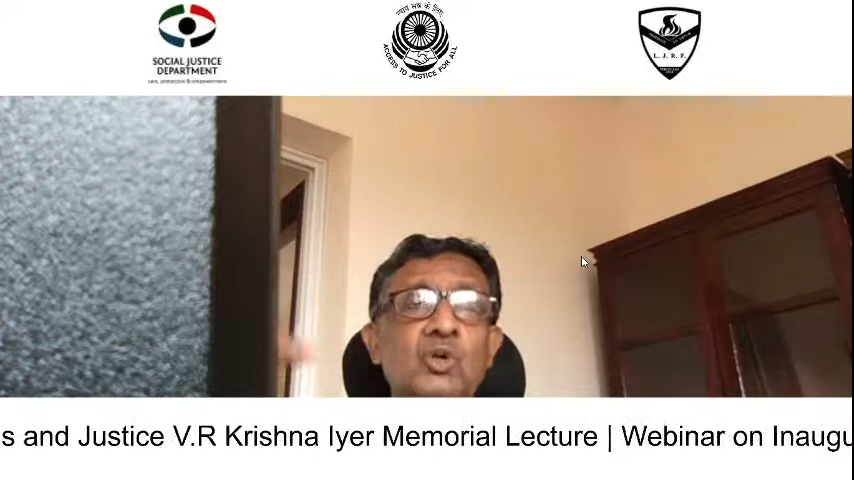 SOCIAL JUSTICE
DEPARTMENT
care, protection & empowerment
न्याय सब के लिए
ACCESS TO JUSTICE FOR ALL
L. J. R. F.
s and Justice V.R Krishna Iyer Memorial Lecture | Webinar on Inaugu